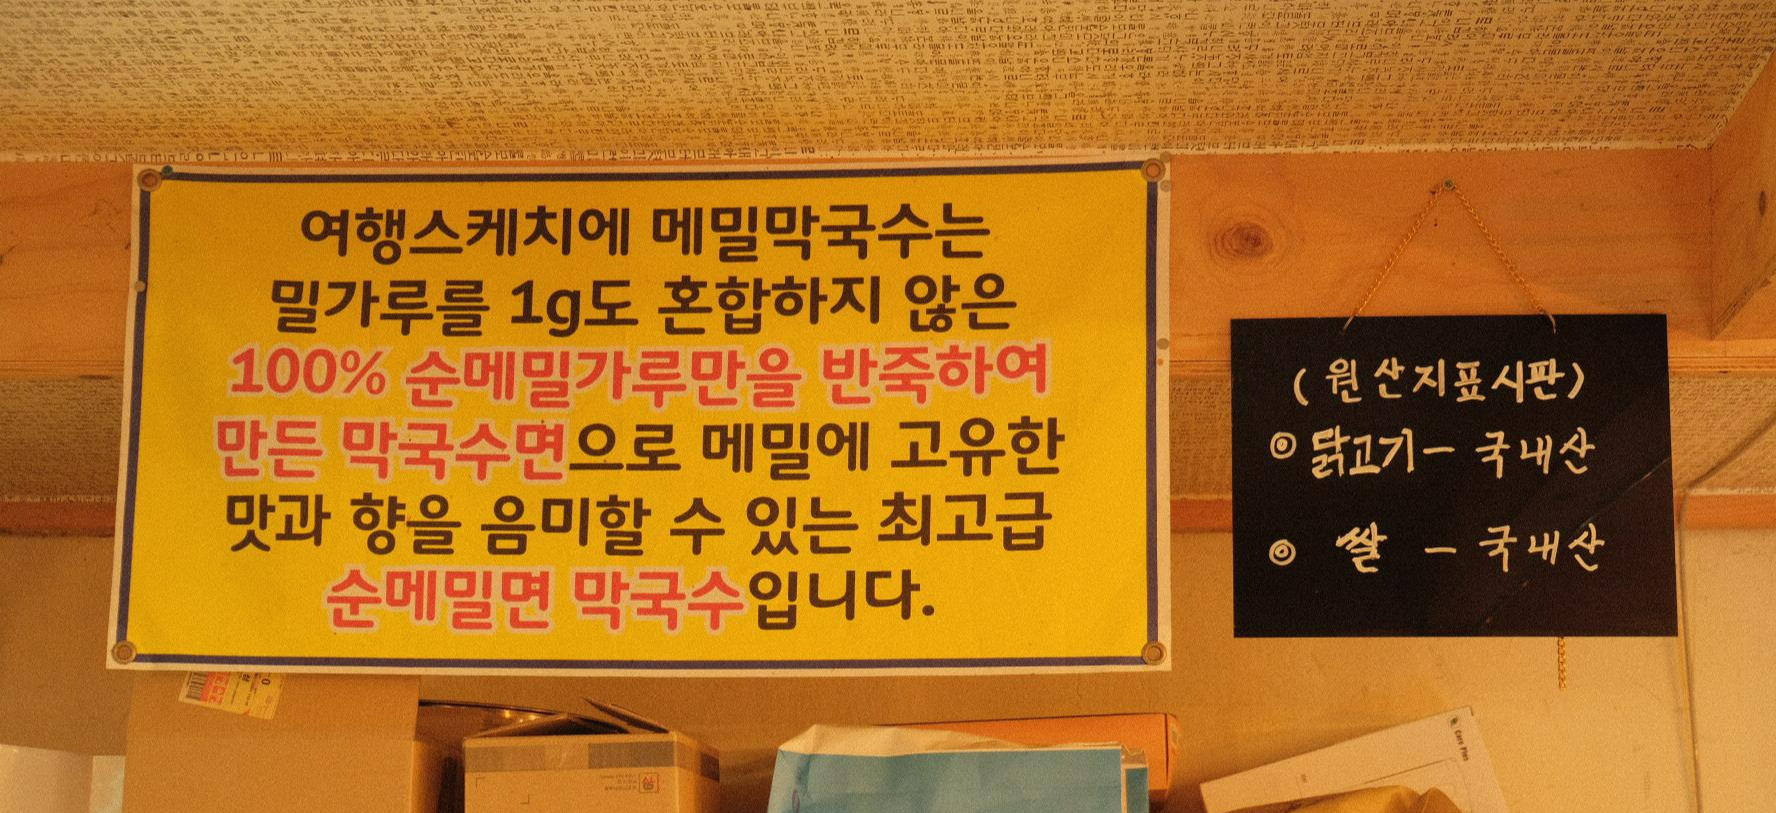 여행스케치에 메밀막국수는
밀가루를 1g도 혼합하지 않은
100% 순메밀가루만을 반죽하여
만든 막국수면으로 메밀에 고유한
맛과 향을 음미할 수 있는 최고급
순메밀면 막국수입니다.
(원산지표시판)
◎ 닭고기 - 국내산
◎ 쌀 - 국내산